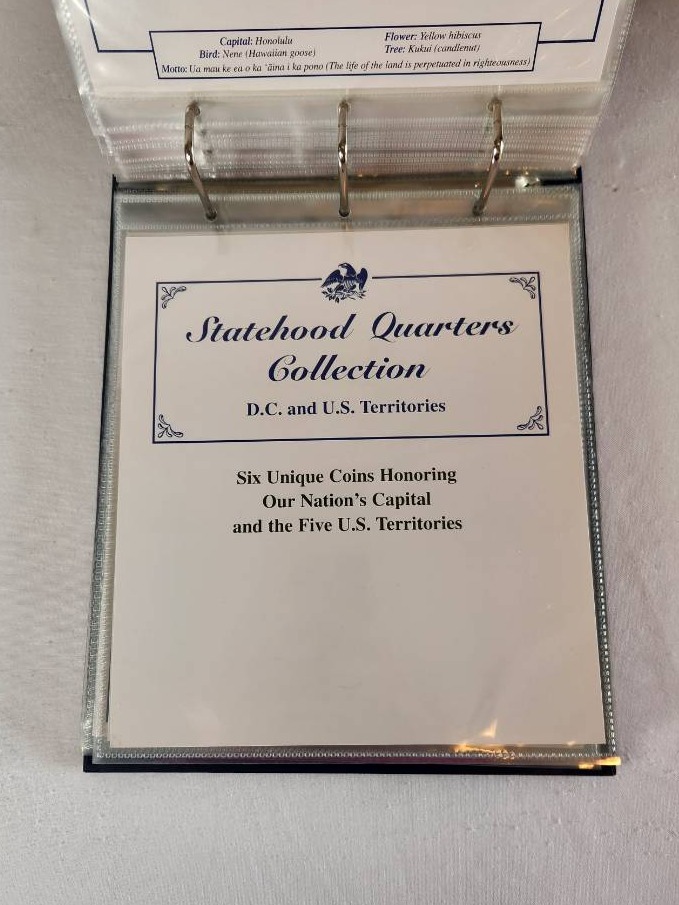 Capital: Honolulu
Flower: Yellow hibiscus
Bird: Nene (Hawaiian goose)
Tree: Kukui (candlenut)
Motto: Ua mau ke ea o ka ʻāina i ka pono (The life of the land is perpetuated in righteousness)
Statehood Quarters
Collection
D.C. and U.S. Territories
Six Unique Coins Honoring
Our Nation's Capital
and the Five U.S. Territories